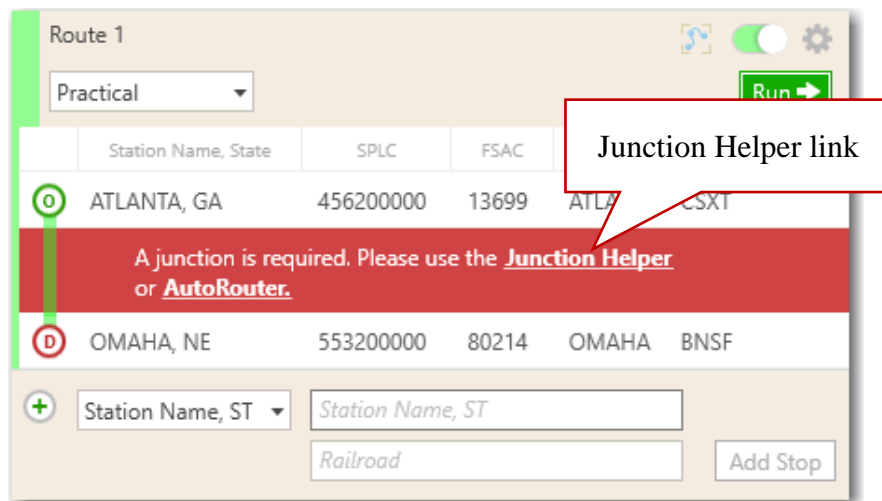 Route 1
Practical
Run
Junction Helper link
Station Name, State SPLC FSAC
O ATLANTA, GA 456200000 13699 CSXT
A junction is required. Please use the Junction Helper
or AutoRouter.
D OMAHA, NE 553200000 80214 OMAHA BNSF
Station Name, ST Station Name, ST
Railroad Add Stop